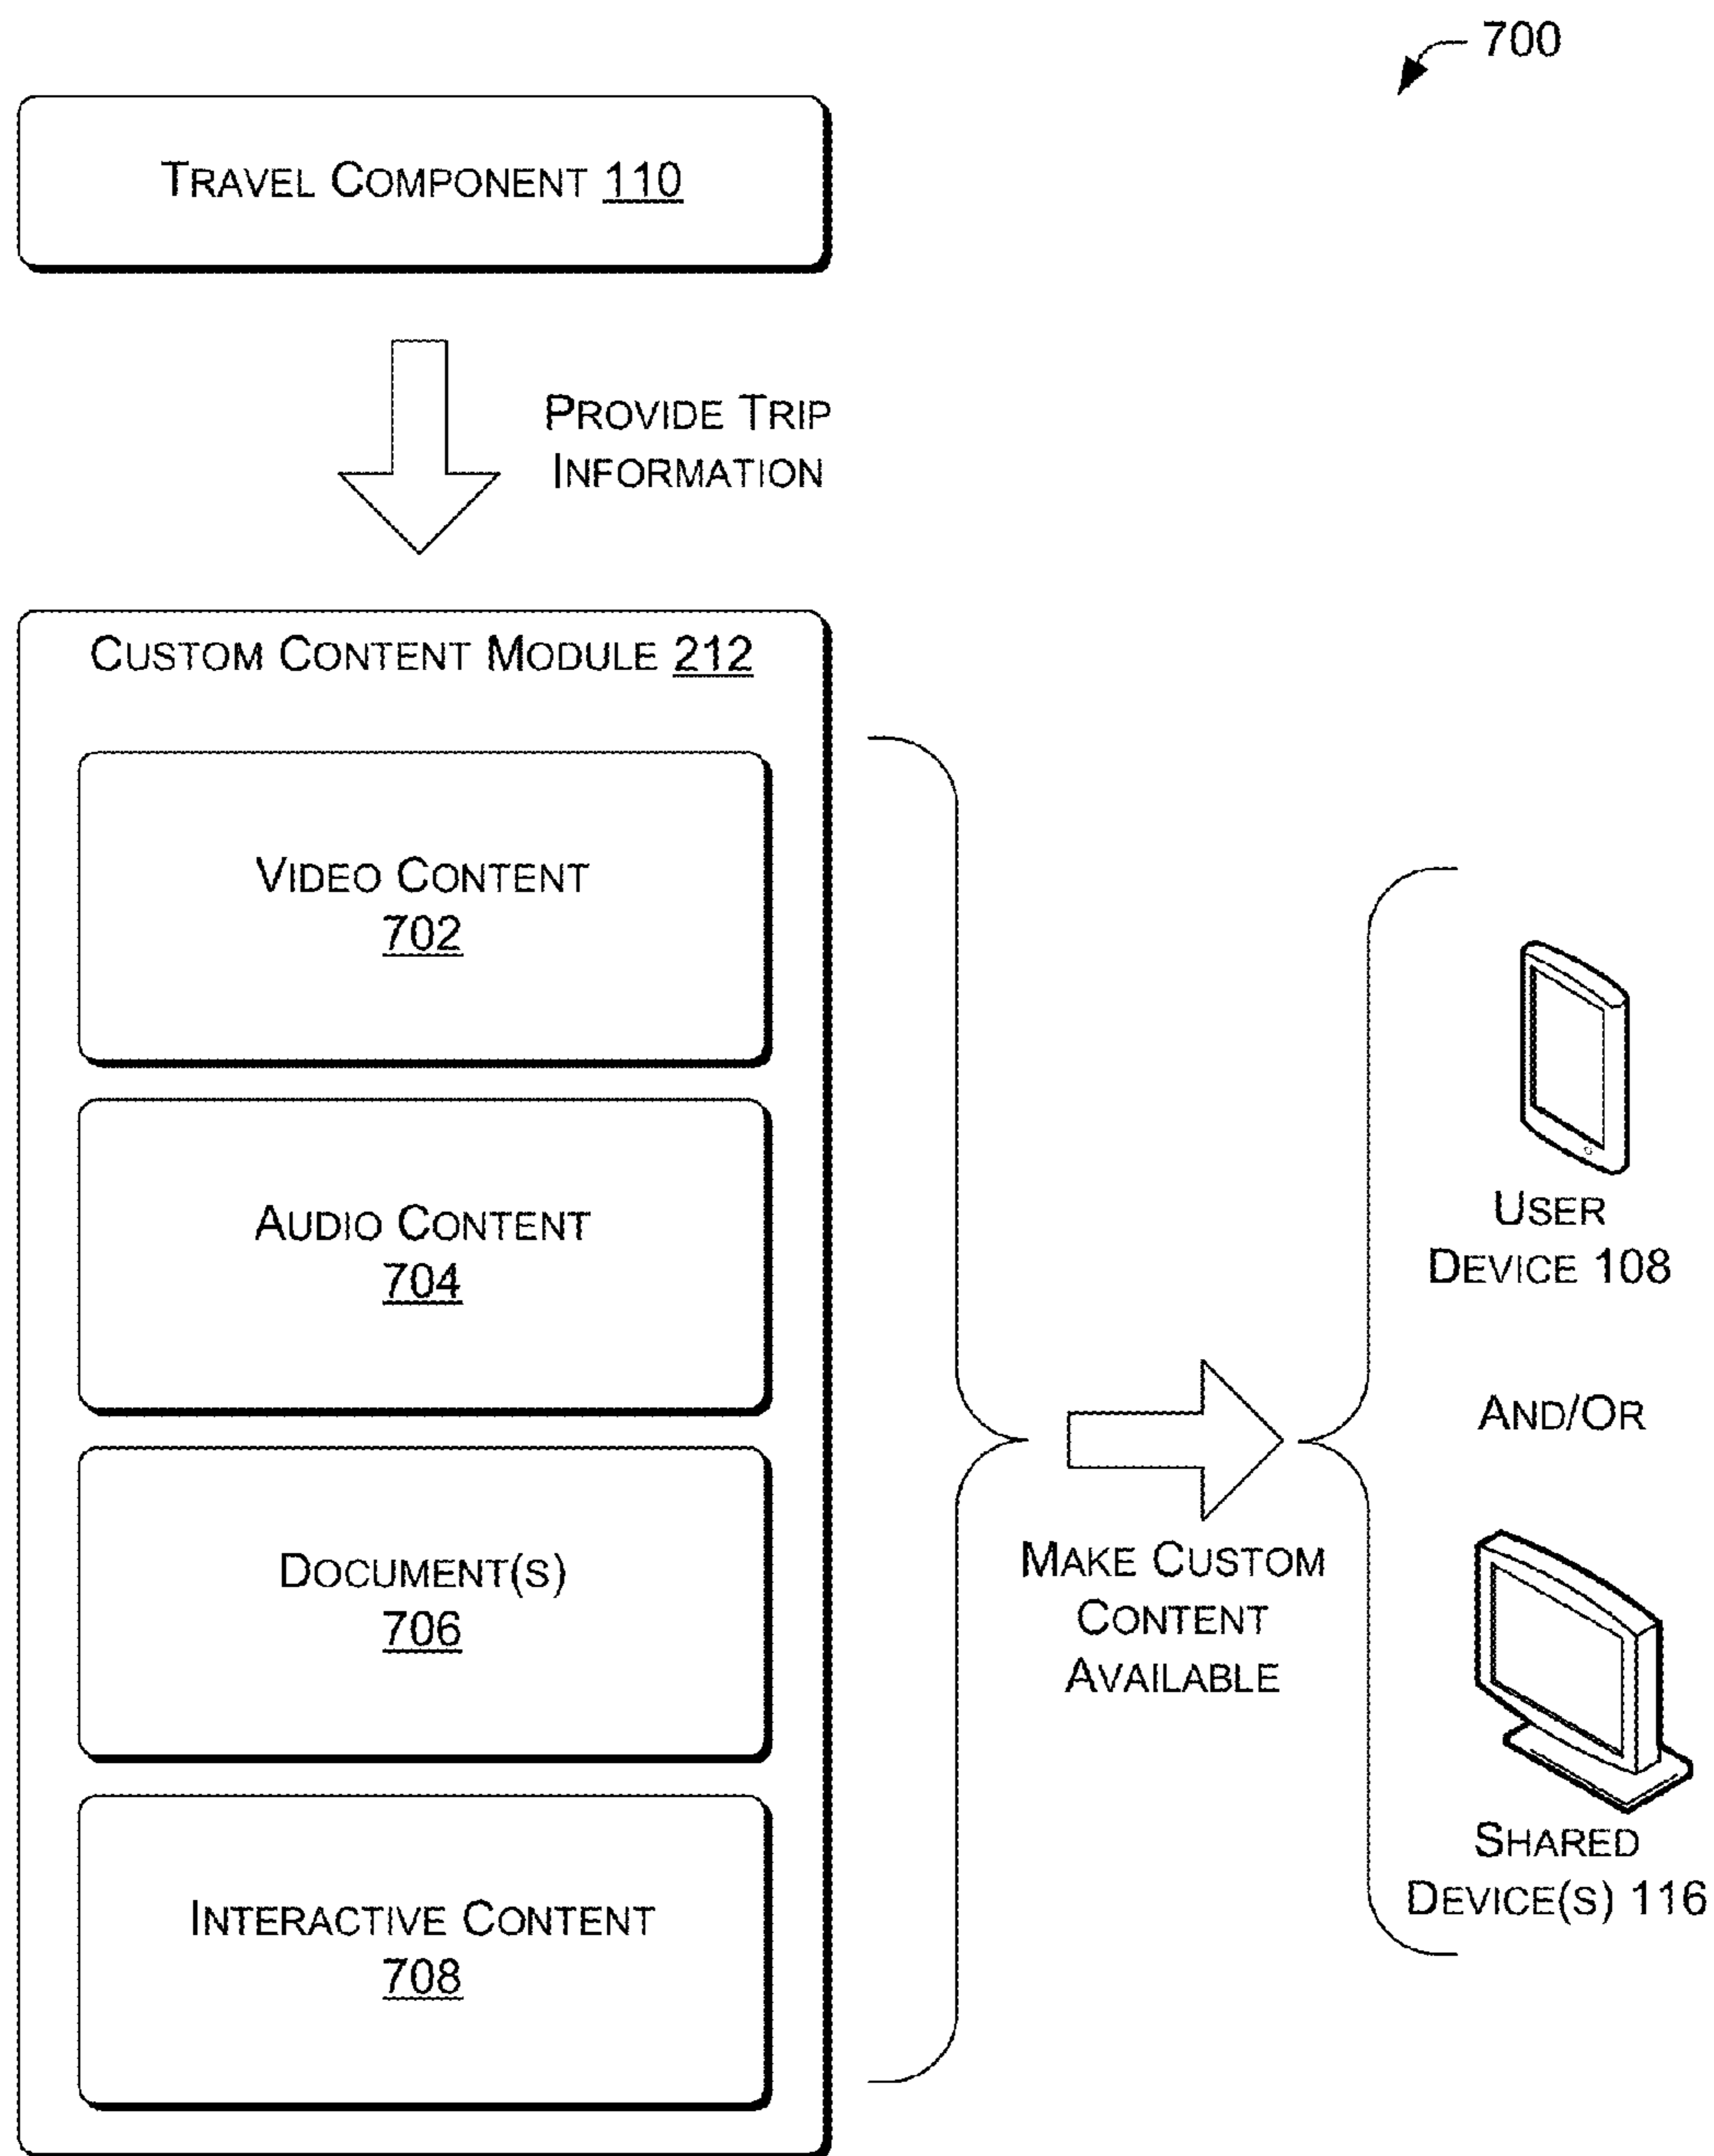 700
TRAVEL COMPONENT 110
PROVIDE TRIP
INFORMATION
CUSTOM CONTENT MODULE 212
VIDEO CONTENT
702
AUDIO CONTENT
704
DOCUMENT(S)
706
INTERACTIVE CONTENT
708
MAKE CUSTOM
CONTENT
AVAILABLE
USER
DEVICE 108
AND/OR
SHARED
DEVICE(S) 116